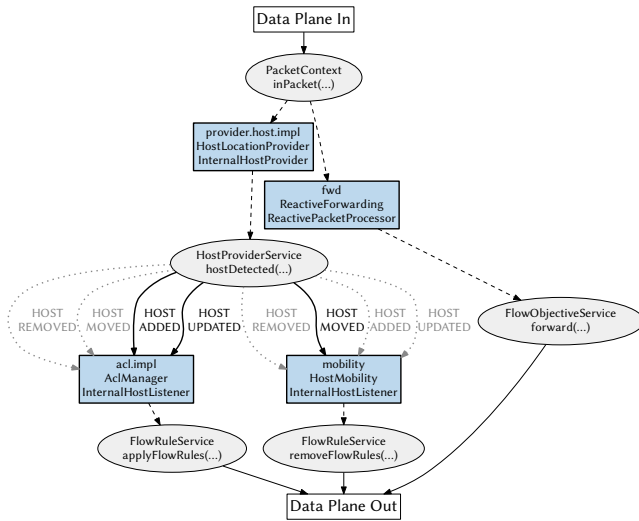 Data Plane In
PacketContext
inPacket(...)
provider.host.impl
HostLocationProvider
InternalHostProvider
fwd
ReactiveForwarding
ReactivePacketProcessor
HostProviderService
hostDetected(...)
HOST
REMOVED
HOST
MOVED
HOST
ADDED
HOST
UPDATED
HOST
REMOVED
HOST
MOVED
HOST
ADDED
HOST
UPDATED
FlowObjectiveService
forward(...)
acl.impl
AclManager
InternalHostListener
mobility
HostMobility
InternalHostListener
FlowRuleService
applyFlowRules(...)
FlowRuleService
removeFlowRules(...)
Data Plane Out